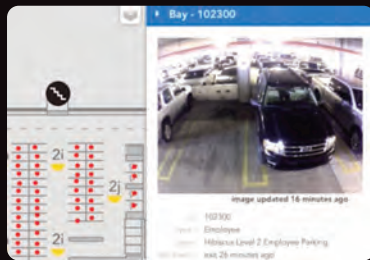 Bay - 102300
2i
2j
2i
image updated 16 minutes ago
102300
Employee
Hibiscus Level 2 Employee Parking
exit 26 minutes ago